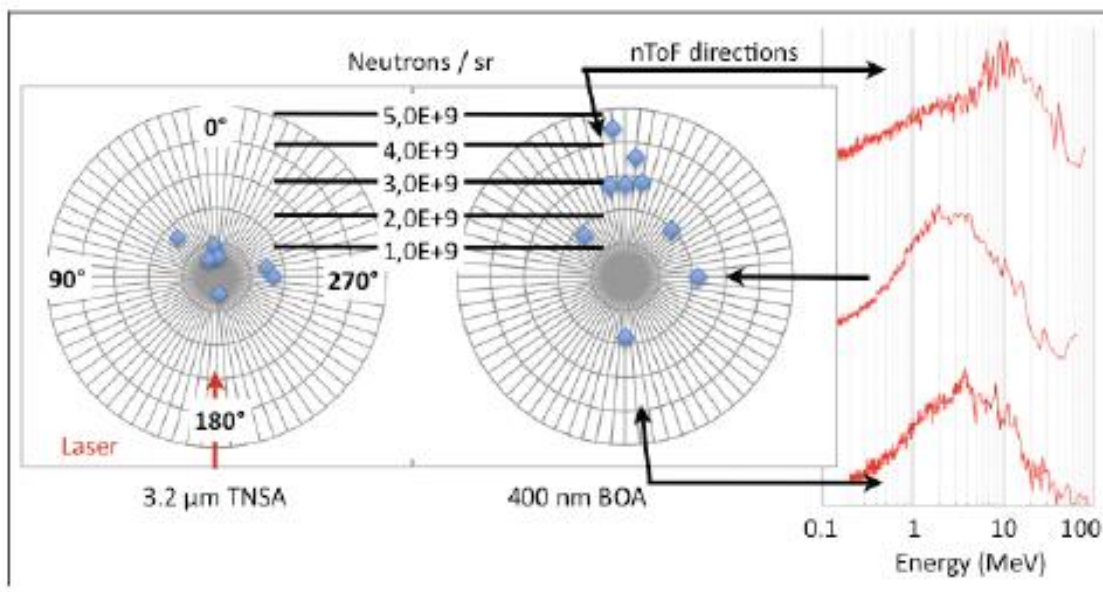 Neutrons / sr
nToF directions
5,0E+9
4,0E+9
3,0E+9
2,0E+9
1,0E+9
0°
90°
270°
180°
Laser
3.2 µm TNSA
400 nm BOA
0.1 1 10 100
Energy (MeV)